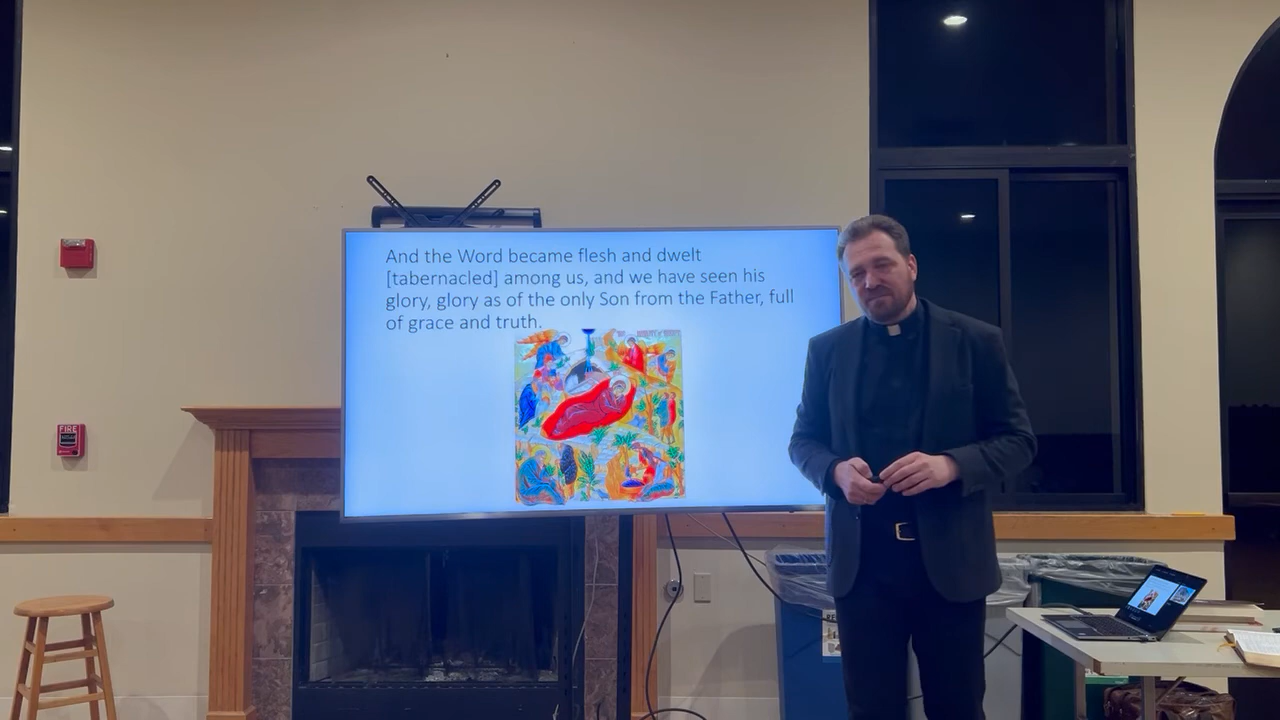 And the Word became flesh and dwelt
[tabernacled] among us, and we have seen his
glory, glory as of the only Son from the Father, full
of grace and truth.
FIRE